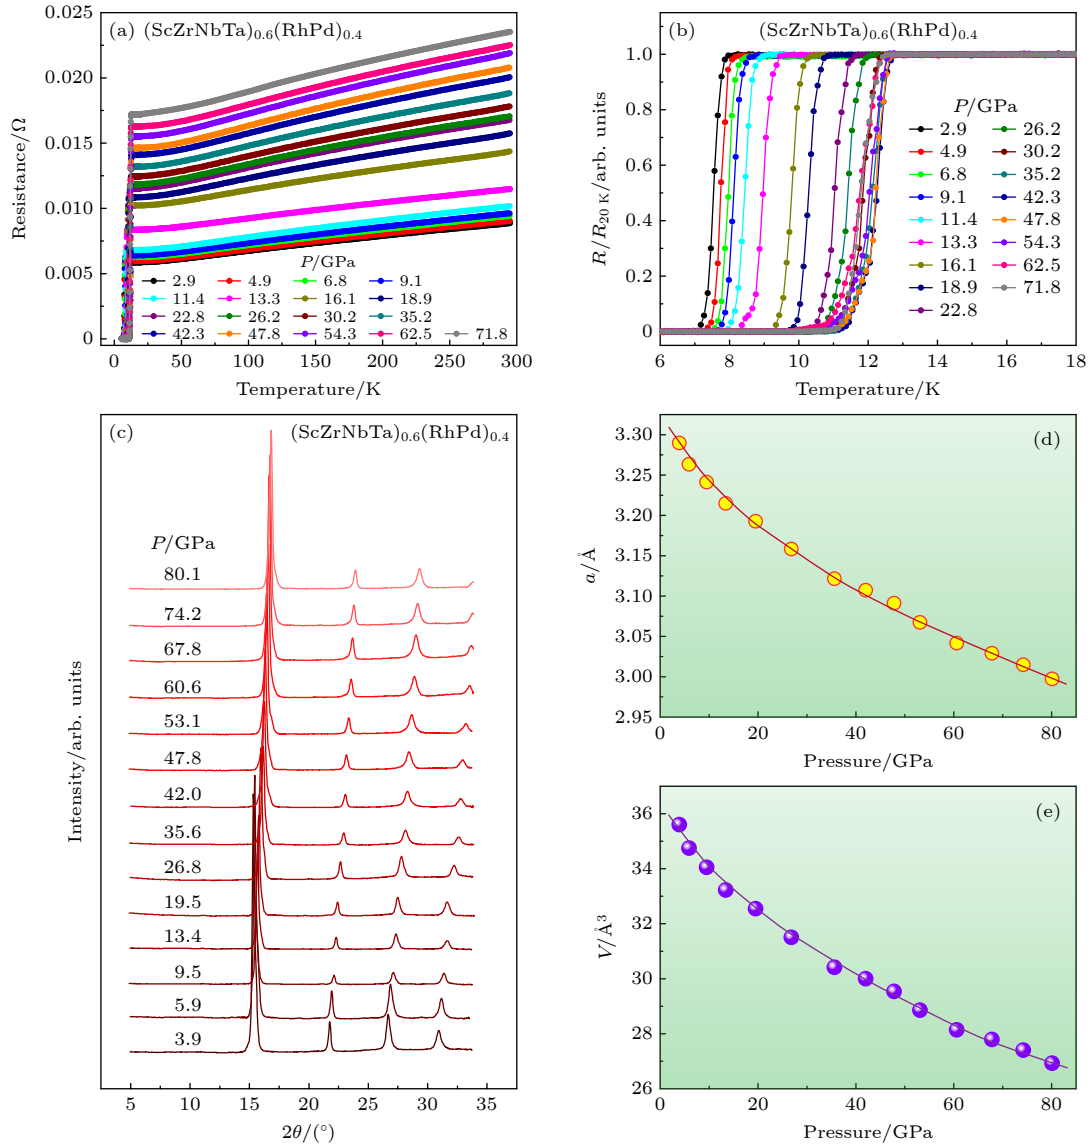 (a) (ScZrNbTa)0.6(RhPd)0.4
Resistance/Ω
0.025
0.020
0.015
0.010
0.005
0
P/GPa
2.9 4.9 6.8 9.1
11.4 13.3 16.1 18.9
22.8 26.2 30.2 35.2
42.3 47.8 54.3 62.5 71.8
0 50 100 150 200 250 300
Temperature/K
(b) (ScZrNbTa)0.6(RhPd)0.4
R/R20 K/arb. units
1.0
0.8
0.6
0.4
0.2
0
P/GPa
2.9 26.2
4.9 30.2
6.8 35.2
9.1 42.3
11.4 47.8
13.3 54.3
16.1 62.5
18.9 71.8
22.8
6 8 10 12 14 16 18
Temperature/K
(c) (ScZrNbTa)0.6(RhPd)0.4
Intensity/arb. units
P/GPa
80.1
74.2
67.8
60.6
53.1
47.8
42.0
35.6
26.8
19.5
13.4
9.5
5.9
3.9
5 10 15 20 25 30 35
2θ/(°)
(d)
a/Å
3.30
3.25
3.20
3.15
3.10
3.05
3.00
2.95
0 20 40 60 80
Pressure/GPa
(e)
V/Å³
36
34
32
30
28
26
0 20 40 60 80
Pressure/GPa